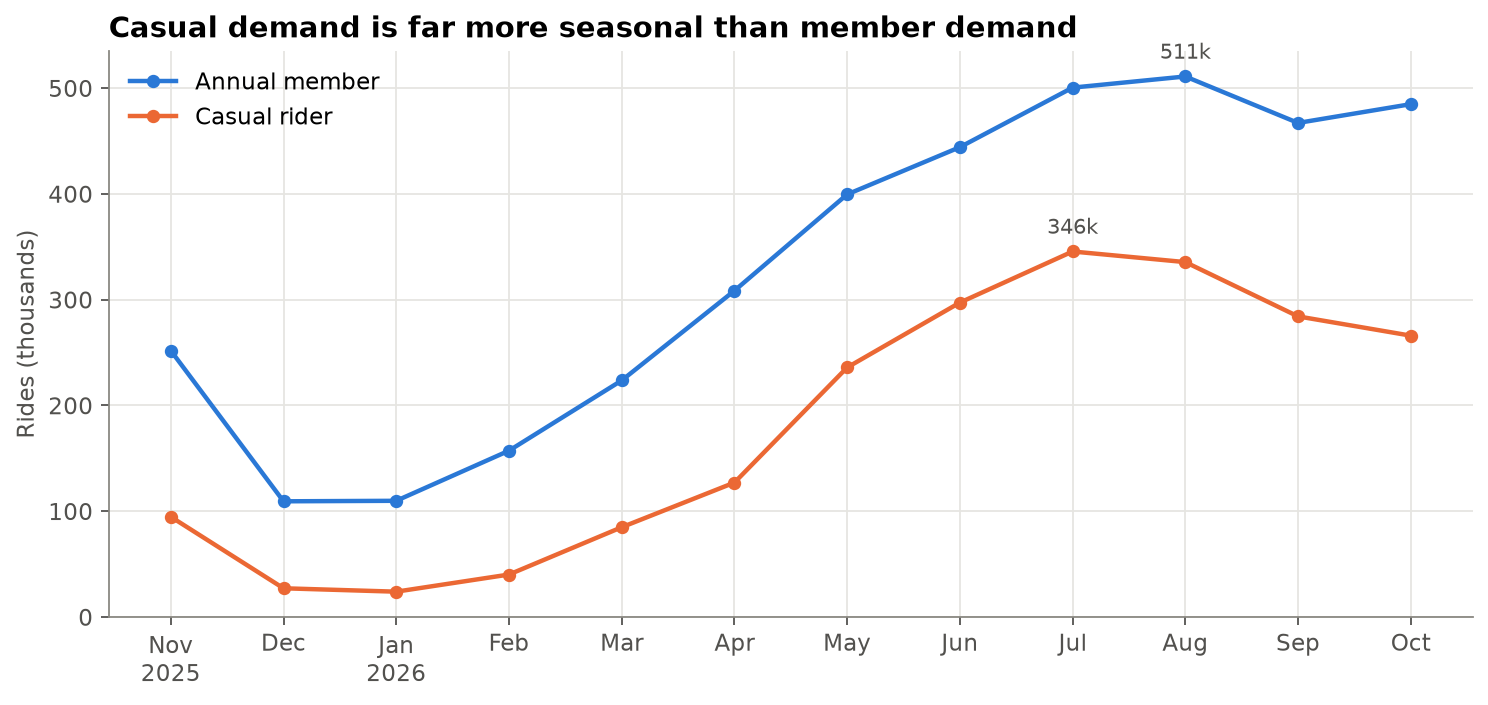 Casual demand is far more seasonal than member demand
Annual member
Casual rider
511k
346k
Rides (thousands)
500
400
300
200
100
0
Nov Dec Jan Feb Mar Apr May Jun Jul Aug Sep Oct
2025 2026